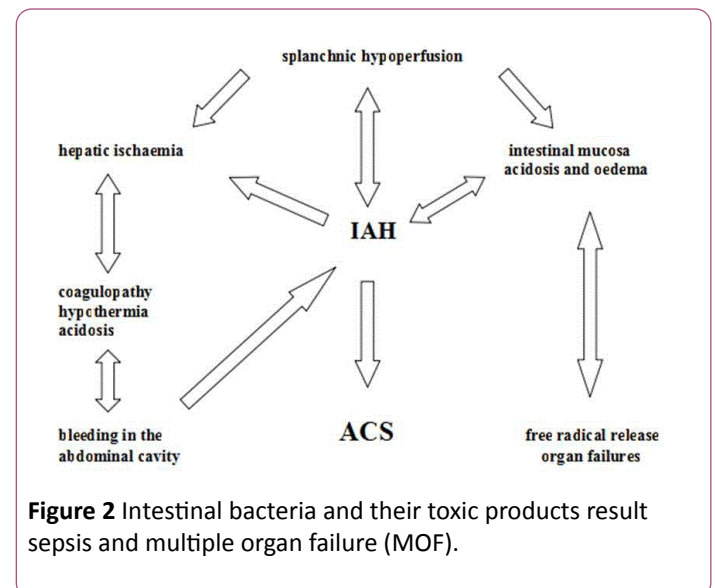 splanchnic hypoperfusion
hepatic ischaemia
intestinal mucosa
acidosis and oedema
IAH
coagulopathy
hypothermia
acidosis
bleeding in the
abdominal cavity
ACS
free radical release
organ failures
Figure 2 Intestinal bacteria and their toxic products result
sepsis and multiple organ failure (MOF).